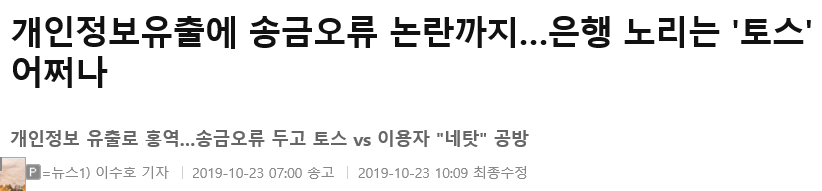 개인정보유출에 송금오류 논란까지...은행 노리는 '토스'
어쩌나
개인정보 유출로 홍역...송금오류 두고 토스 vs 이용자 "네탓" 공방
P=뉴스1) 이수호 기자 | 2019-10-23 07:00 송고 | 2019-10-23 10:09 최종수정